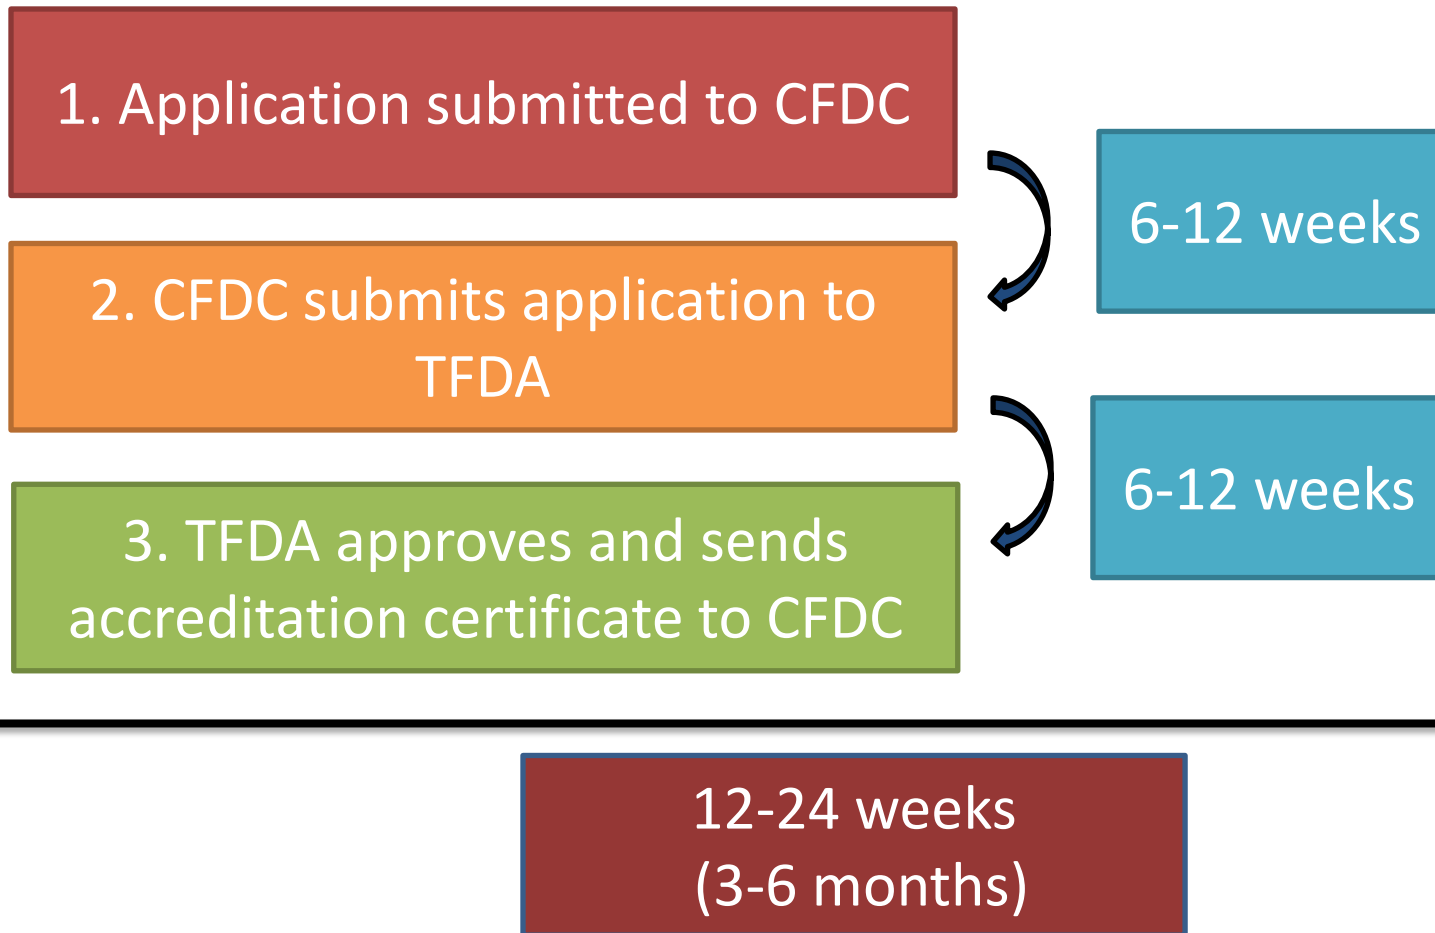 1. Application submitted to CFDC
6-12 weeks
2. CFDC submits application to
TFDA
6-12 weeks
3. TFDA approves and sends
accreditation certificate to CFDC
12-24 weeks
(3-6 months)